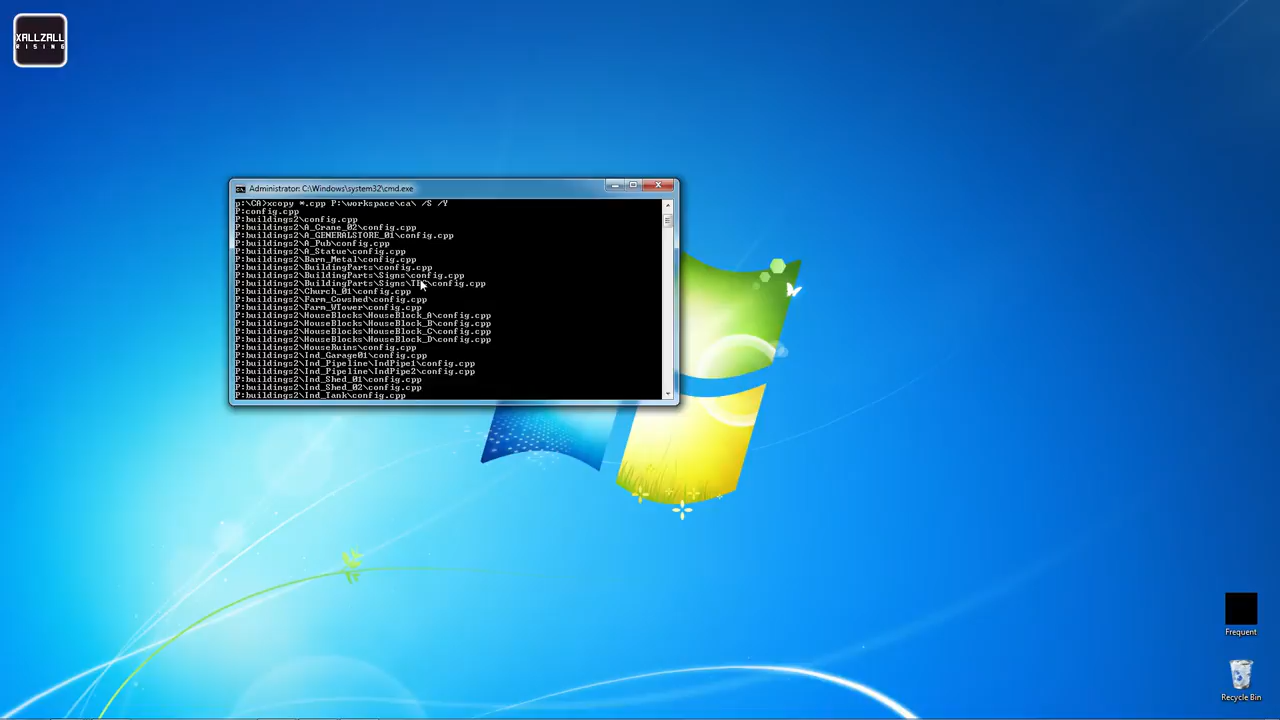 XALLZALL
RISING
Administrator: C:\Windows\system32\cmd.exe
p:\CA>xcopy *.cpp P:\workspace\ca\ /S /Y
P:config.cpp
P:buildings2\config.cpp
P:buildings2\A_Crane_02\config.cpp
P:buildings2\A_GENERALSTORE_01\config.cpp
P:buildings2\A_Pub\config.cpp
P:buildings2\A_Statue\config.cpp
P:buildings2\Barn_Metal\config.cpp
P:buildings2\BuildingParts\config.cpp
P:buildings2\BuildingParts\Signs\config.cpp
P:buildings2\BuildingParts\Signs\config.cpp
P:buildings2\Church_01\config.cpp
P:buildings2\Farm_Cowshed\config.cpp
P:buildings2\Farm_WTower\config.cpp
P:buildings2\HouseBlocks\HouseBlock_A\config.cpp
P:buildings2\HouseBlocks\HouseBlock_B\config.cpp
P:buildings2\HouseBlocks\HouseBlock_C\config.cpp
P:buildings2\HouseBlocks\HouseBlock_D\config.cpp
P:buildings2\HouseRuins\config.cpp
P:buildings2\Ind_Garage01\config.cpp
P:buildings2\Ind_Pipeline\IndPipe1\config.cpp
P:buildings2\Ind_Pipeline\IndPipe2\config.cpp
P:buildings2\Ind_Shed_01\config.cpp
P:buildings2\Ind_Shed_02\config.cpp
P:buildings2\Ind_Tank\config.cpp
Frequent
Recycle Bin